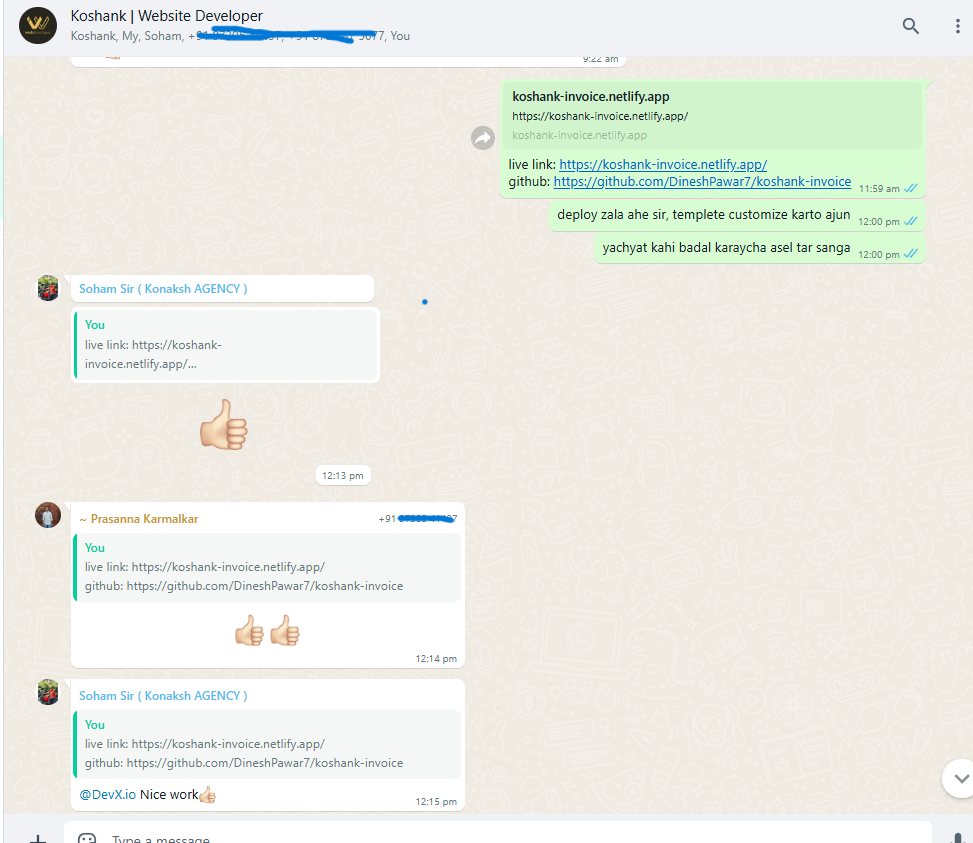 Koshank | Website Developer
Koshank, My, Soham, You
9:22 am
koshank-invoice.netlify.app
https://koshank-invoice.netlify.app/
koshank-invoice.netlify.app
live link: https://koshank-invoice.netlify.app/
github: https://github.com/DineshPawar7/koshank-invoice
11:59 am
deploy zala ahe sir, templete customize karto ajun
12:00 pm
yachyat kahi badal karaycha asel tar sanga
12:00 pm
Soham Sir ( Konaksh AGENCY )
You
live link: https://koshank-
invoice.netlify.app/...
12:13 pm
~ Prasanna Karmalkar
+91
You
live link: https://koshank-invoice.netlify.app/
github: https://github.com/DineshPawar7/koshank-invoice
12:14 pm
Soham Sir ( Konaksh AGENCY )
You
live link: https://koshank-invoice.netlify.app/
github: https://github.com/DineshPawar7/koshank-invoice
@DevX.io Nice work👍🏻
12:15 pm
Type a message